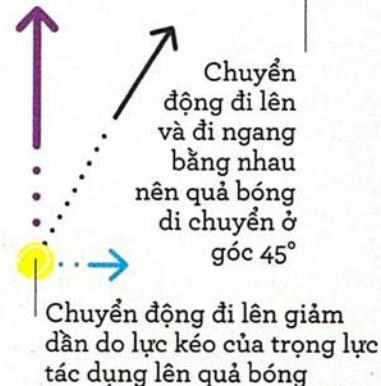 Chuyển
động đi lên
và đi ngang
bằng nhau
nên quả bóng
di chuyển ở
góc 45°
Chuyển động đi lên giảm
dần do lực kéo của trọng lực
tác dụng lên quả bóng